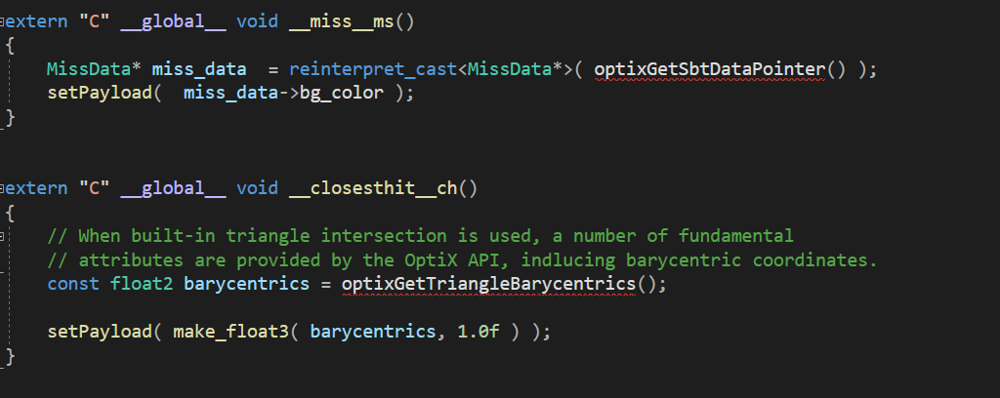 extern "C" __global__ void __miss__ms()
{
    MissData* miss_data  = reinterpret_cast<MissData*>( optixGetSbtDataPointer() );
    setPayload(  miss_data->bg_color );
}
extern "C" __global__ void __closesthit__ch()
{
    // When built-in triangle intersection is used, a number of fundamental
    // attributes are provided by the OptiX API, indlucing barycentric coordinates.
    const float2 barycentrics = optixGetTriangleBarycentrics();
    setPayload( make_float3( barycentrics, 1.0f ) );
}